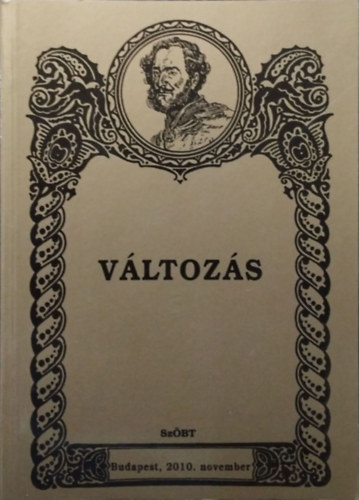 VÁLTOZÁS
SzÖBT
Budapest, 2010. november